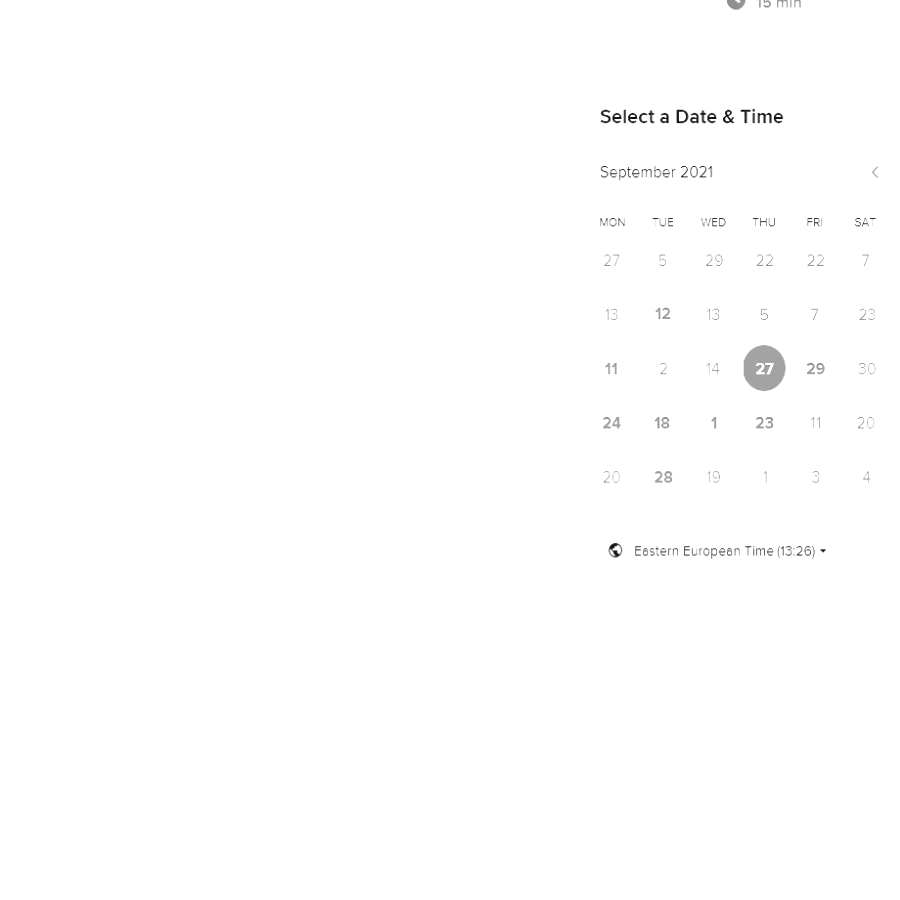 15 min
Select a Date & Time
September 2021
MON TUE WED THU FRI SAT
27 5 29 22 22 7
13 12 13 5 7 23
11 2 14 27 29 30
24 18 1 23 11 20
20 28 19 1 3 4
Eastern European Time (13:26)